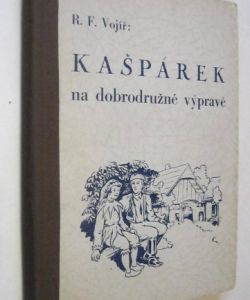 R. F. Vojíř:
KAŠPÁREK
na dobrodružné výpravě